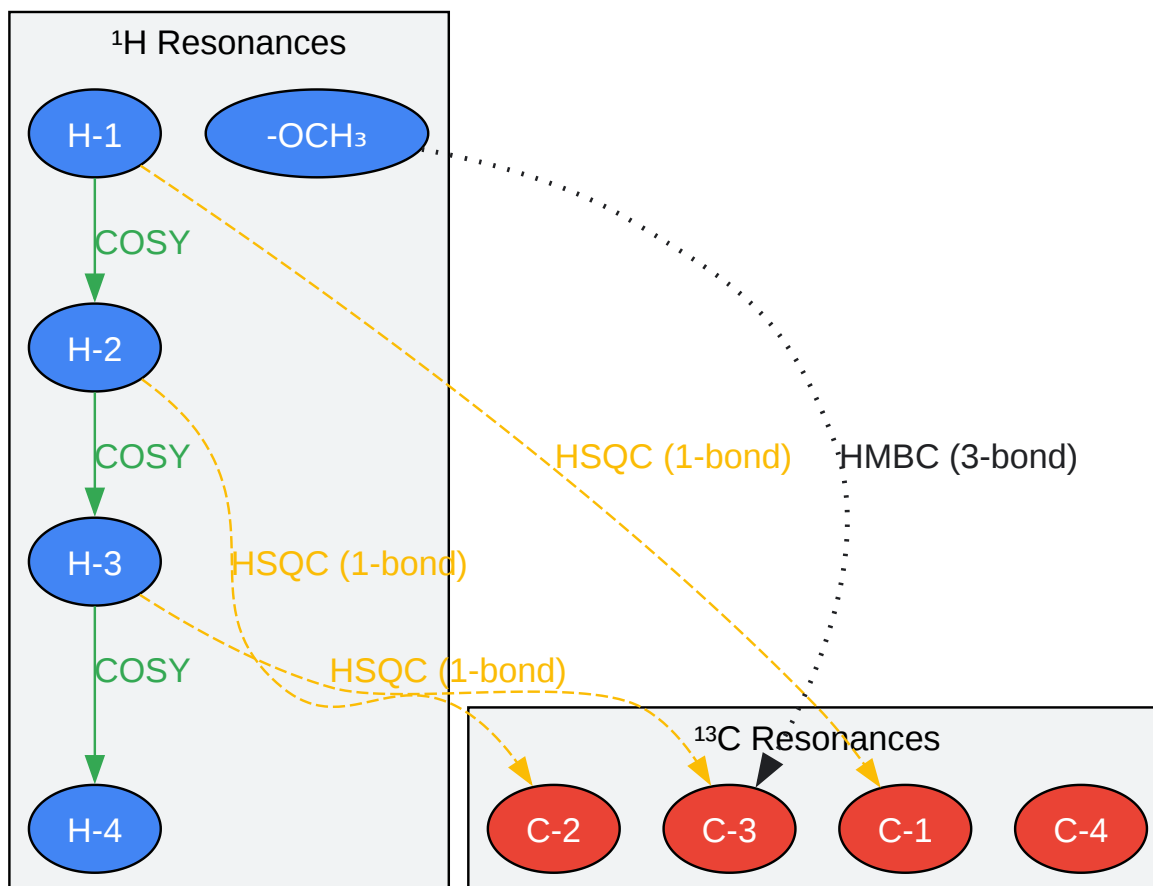 ¹H Resonances
H-1
-OCH₃
COSY
H-2
COSY
HSQC (1-bond)
HMBC (3-bond)
H-3
HSQC (1-bond)
COSY
HSQC (1-bond)
¹³C Resonances
H-4
C-2
C-3
C-1
C-4